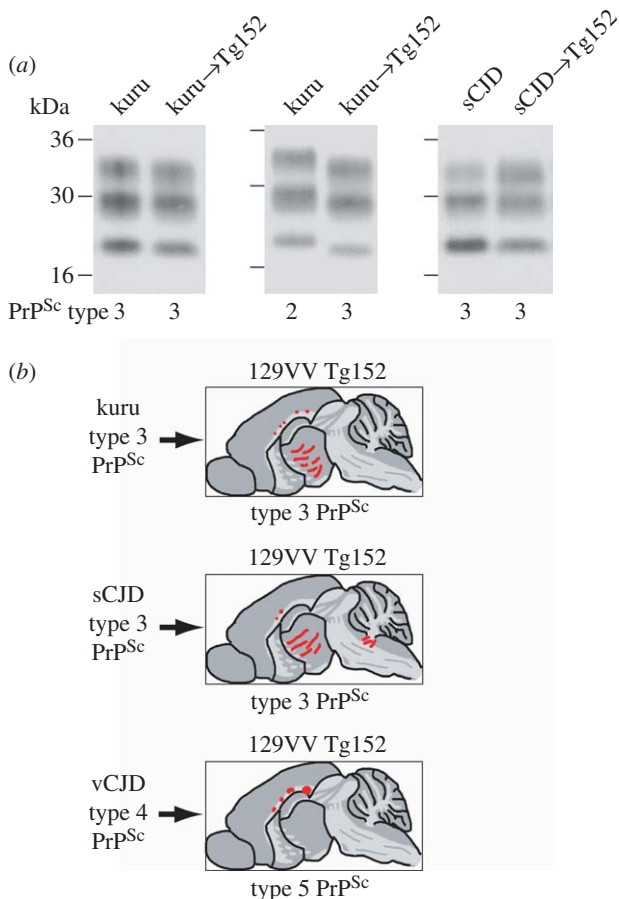 (a)
kuru kuru→Tg152 kuru kuru→Tg152 sCJD sCJD→Tg152
kDa
36
30
16
PrPSc type 3 3 2 3 3 3
(b)
129VV Tg152
kuru
type 3
PrPSc
type 3 PrPSc
129VV Tg152
sCJD
type 3
PrPSc
type 3 PrPSc
129VV Tg152
vCJD
type 4
PrPSc
type 5 PrPSc